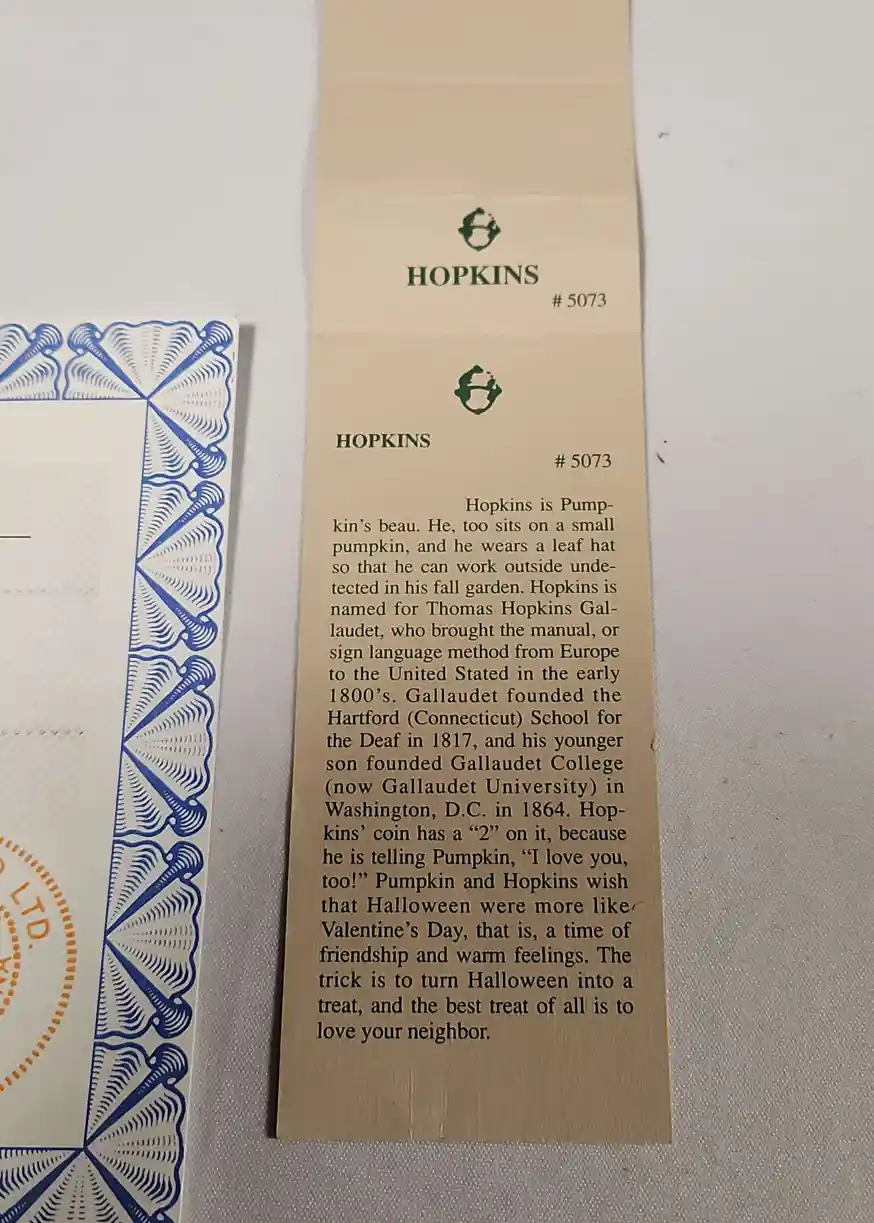 HOPKINS
# 5073
HOPKINS
# 5073
Hopkins is Pump-
kin's beau. He, too sits on a small
pumpkin, and he wears a leaf hat
so that he can work outside unde-
tected in his fall garden. Hopkins is
named for Thomas Hopkins Gal-
laudet, who brought the manual, or
sign language method from Europe
to the United Stated in the early
1800's. Gallaudet founded the
Hartford (Connecticut) School for
the Deaf in 1817, and his younger
son founded Gallaudet College
(now Gallaudet University) in
Washington, D.C. in 1864. Hop-
kins' coin has a “2” on it, because
he is telling Pumpkin, “I love you,
too!” Pumpkin and Hopkins wish
that Halloween were more like
Valentine's Day, that is, a time of
friendship and warm feelings. The
trick is to turn Halloween into a
treat, and the best treat of all is to
love your neighbor.
LTD.